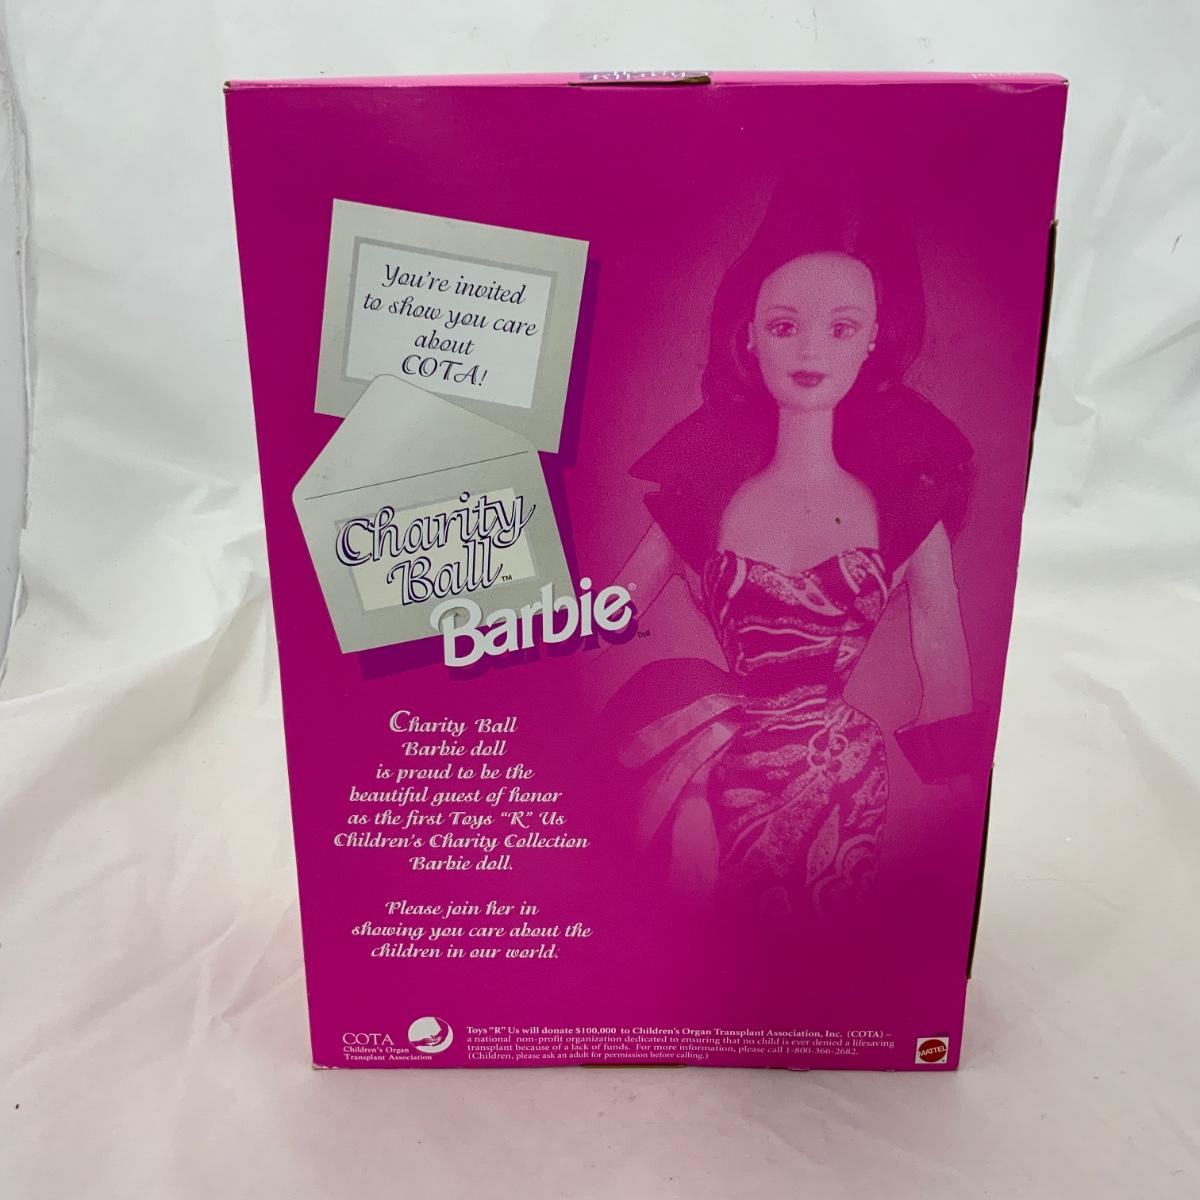 You're invited
to show you care
about
COTA!
Charity
Ball™
Barbie®
Doll
Charity Ball
Barbie doll
is proud to be the
beautiful guest of honor
as the first Toys "R" Us
Children's Charity Collection
Barbie doll.
Please join her in
showing you care about the
children in our world.
COTA
Children's Organ
Transplant Association
Toys "R" Us will donate $100,000 to Children's Organ Transplant Association, Inc. (COTA) –
a national non-profit organization dedicated to ensuring that no child is ever denied a lifesaving
transplant because of a lack of funds. For more information, please call 1-800-366-2682.
(Children, please ask an adult for permission before calling.)
MATTEL